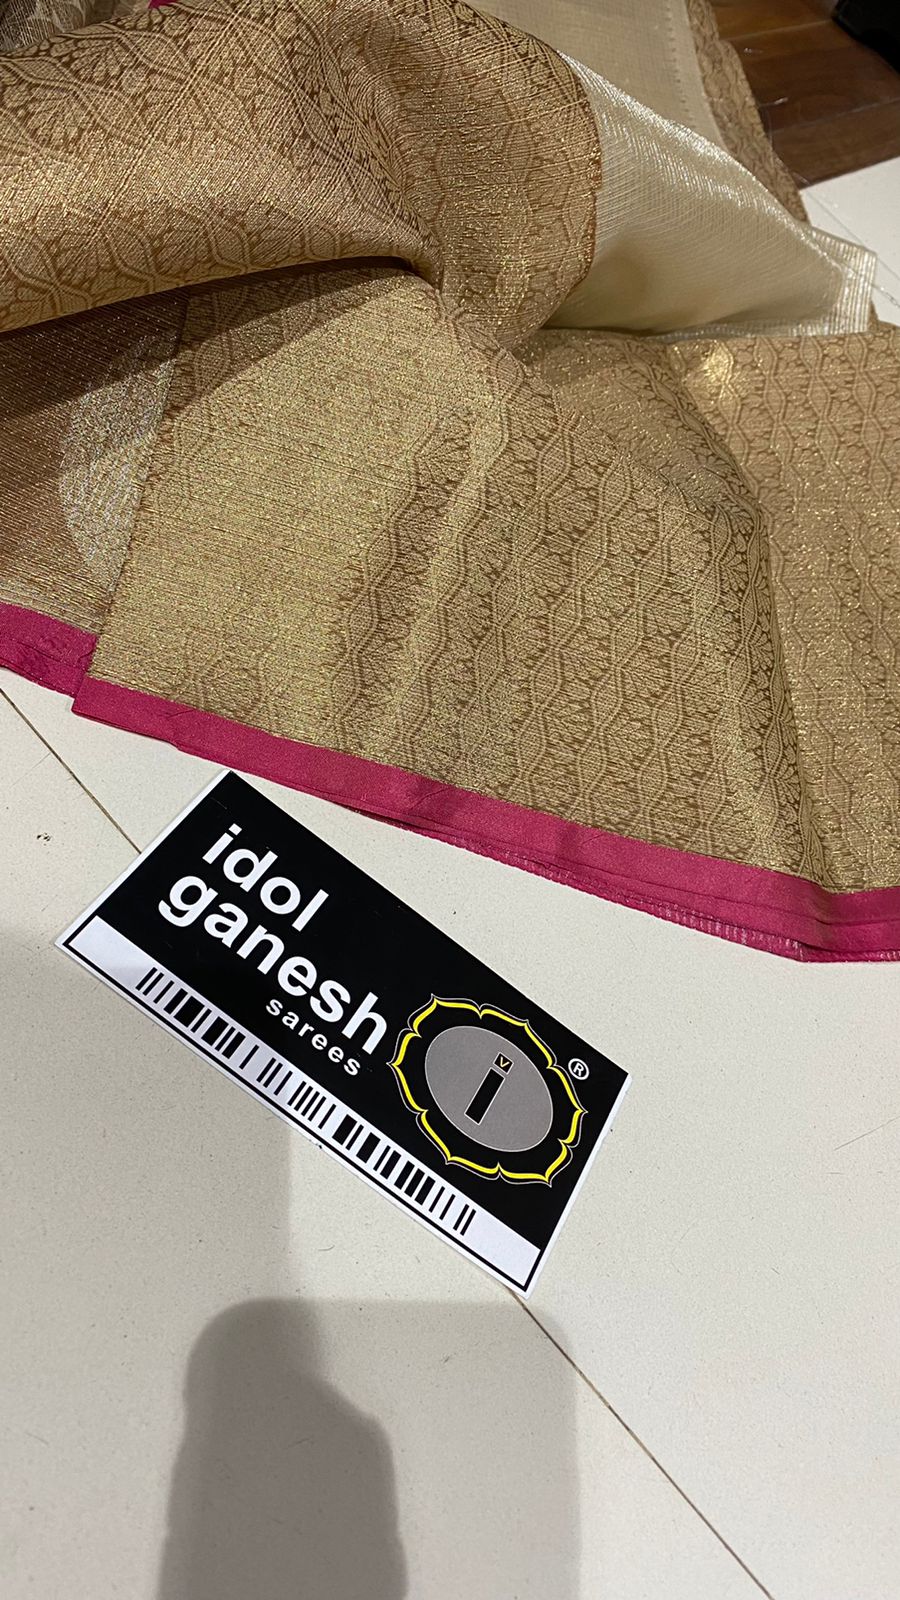 idol
ganesh
sarees
®
v
i